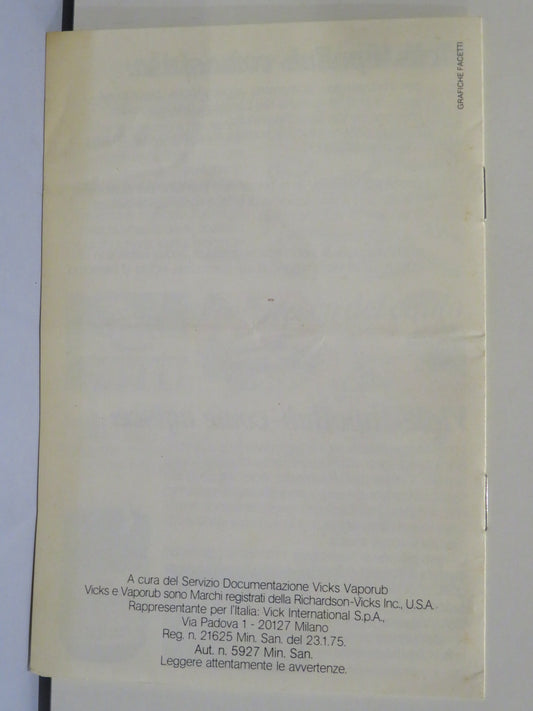 GRAFICHE FACETTI
A cura del Servizio Documentazione Vicks Vaporub
Vicks e Vaporub sono Marchi registrati della Richardson-Vicks Inc., U.S.A.
Rappresentante per l'Italia: Vick International S.p.A.,
Via Padova 1 - 20127 Milano
Reg. n. 21625 Min. San. del 23.1.75.
Aut. n. 5927 Min. San.
Leggere attentamente le avvertenze.